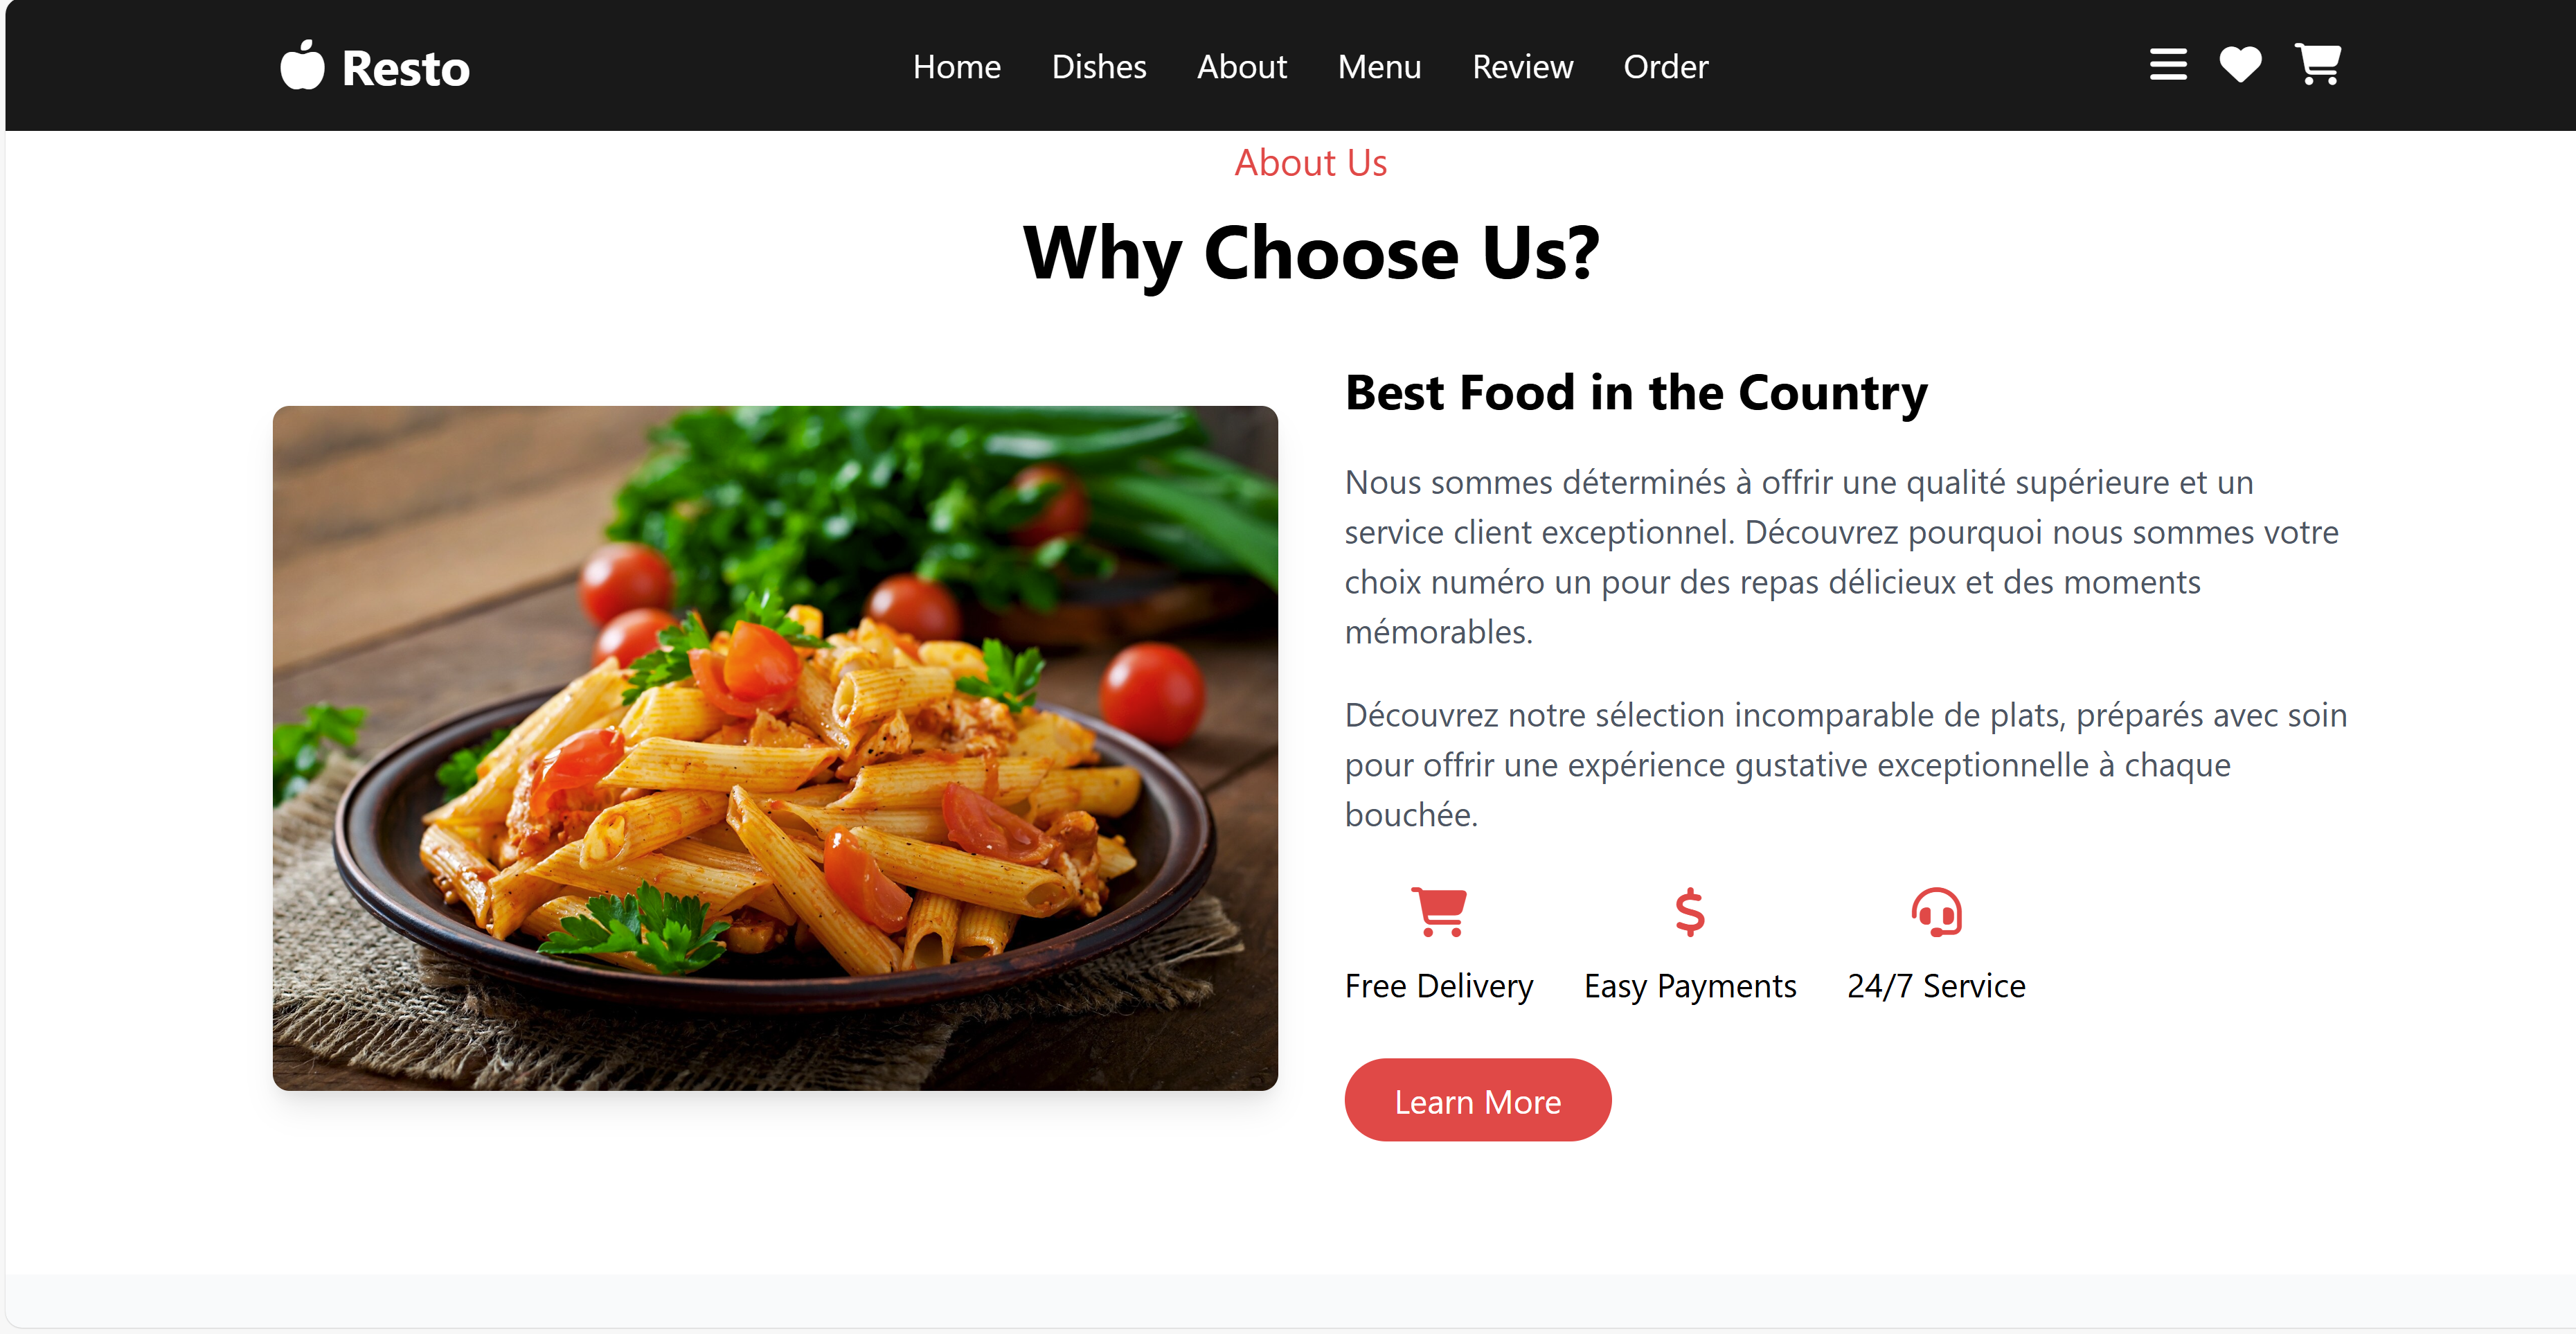 Resto
Home Dishes About Menu Review Order
About Us
Why Choose Us?
Best Food in the Country
Nous sommes déterminés à offrir une qualité supérieure et un
service client exceptionnel. Découvrez pourquoi nous sommes votre
choix numéro un pour des repas délicieux et des moments
mémorables.
Découvrez notre sélection incomparable de plats, préparés avec soin
pour offrir une expérience gustative exceptionnelle à chaque
bouchée.
Free Delivery Easy Payments 24/7 Service
Learn More